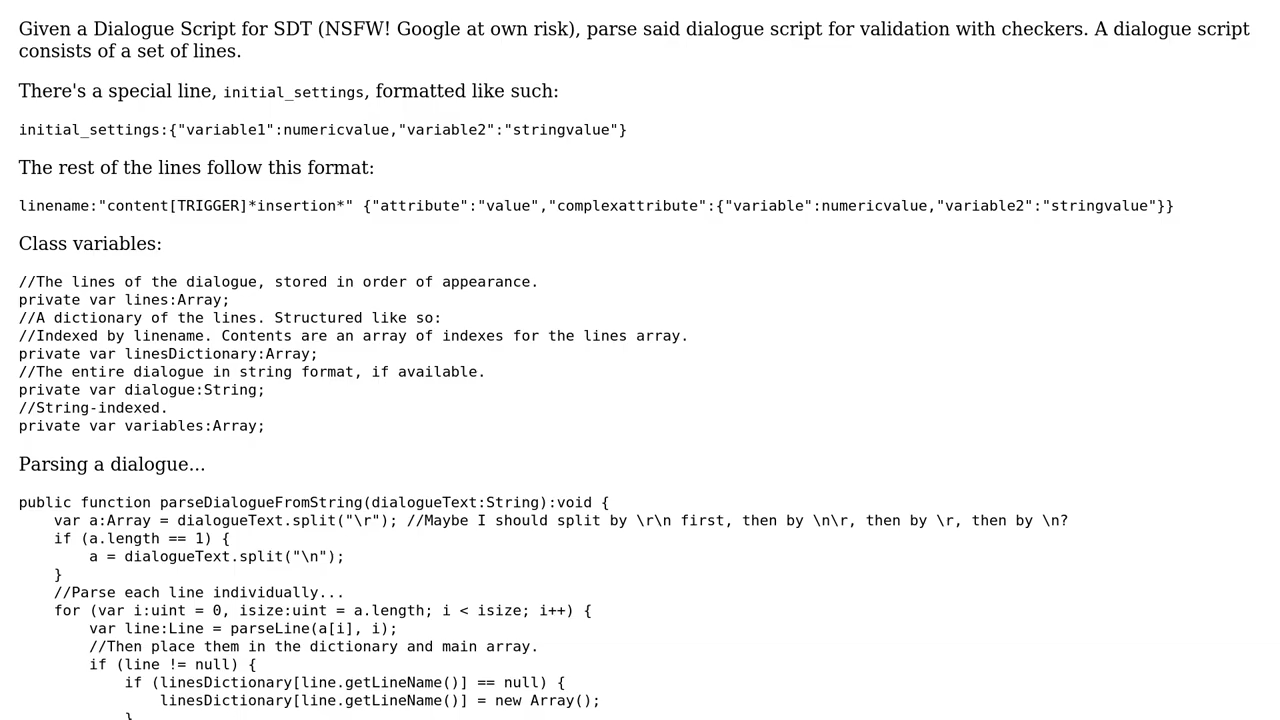 Given a Dialogue Script for SDT (NSFW! Google at own risk), parse said dialogue script for validation with checkers. A dialogue script
consists of a set of lines.
There's a special line, initial_settings, formatted like such:
initial_settings:{"variable1":numericvalue,"variable2":"stringvalue"}
The rest of the lines follow this format:
linename:"content[TRIGGER]*insertion*" {"attribute":"value","complexattribute":{"variable":numericvalue,"variable2":"stringvalue"}}
Class variables:
//The lines of the dialogue, stored in order of appearance.
private var lines:Array;
//A dictionary of the lines. Structured like so:
//Indexed by linename. Contents are an array of indexes for the lines array.
private var linesDictionary:Array;
//The entire dialogue in string format, if available.
private var dialogue:String;
//String-indexed.
private var variables:Array;
Parsing a dialogue...
public function parseDialogueFromString(dialogueText:String):void {
    var a:Array = dialogueText.split("\r"); //Maybe I should split by \r\n first, then by \n\r, then by \r, then by \n?
    if (a.length == 1) {
        a = dialogueText.split("\n");
    }
    //Parse each line individually...
    for (var i:uint = 0, isize:uint = a.length; i < isize; i++) {
        var line:Line = parseLine(a[i], i);
        //Then place them in the dictionary and main array.
        if (line != null) {
            if (linesDictionary[line.getLineName()] == null) {
                linesDictionary[line.getLineName()] = new Array();
            }